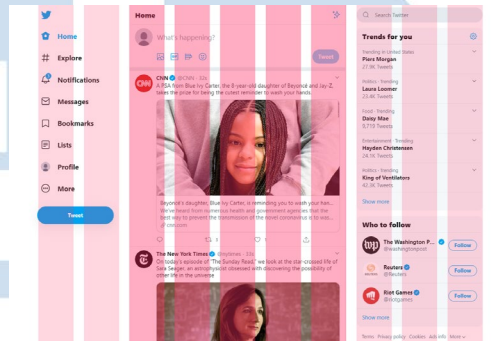 Home
Explore
Notifications
Messages
Bookmarks
Lists
Profile
More
Tweet
Home
What's happening?
Tweet
CNN @CNN · 32s
A PSA from Blue Ivy Carter, the 8-year-old daughter of Beyoncé and Jay-Z, takes the prize for being the cutest reminder to wash your hands.
Beyoncé's daughter, Blue Ivy Carter, is reminding you to wash your han...
We've heard from numerous health and government agencies that the
best way to prevent the transmission of the novel coronavirus is to was...
cnn.com
3
1
The New York Times @nytimes · 33s
On today's episode of "The Sunday Read," we look at the star-crossed life of
Sara Seager, an astrophysicist obsessed with discovering the possibility of
other life in the universe
Search Twitter
Trends for you
Trending in United States
Piers Morgan
27.9K Tweets
Politics · Trending
Laura Loomer
23.4K Tweets
Food · Trending
Daisy Mae
9,719 Tweets
Entertainment · Trending
Hayden Christensen
28.1K Tweets
Politics · Trending
King of Ventilators
42.3K Tweets
Show more
Who to follow
wp
The Washington P...
@washingtonpost
Follow
Reuters
@Reuters
Follow
Riot Games
@riotgames
Follow
Show more
Terms Privacy policy Cookies Ads info More